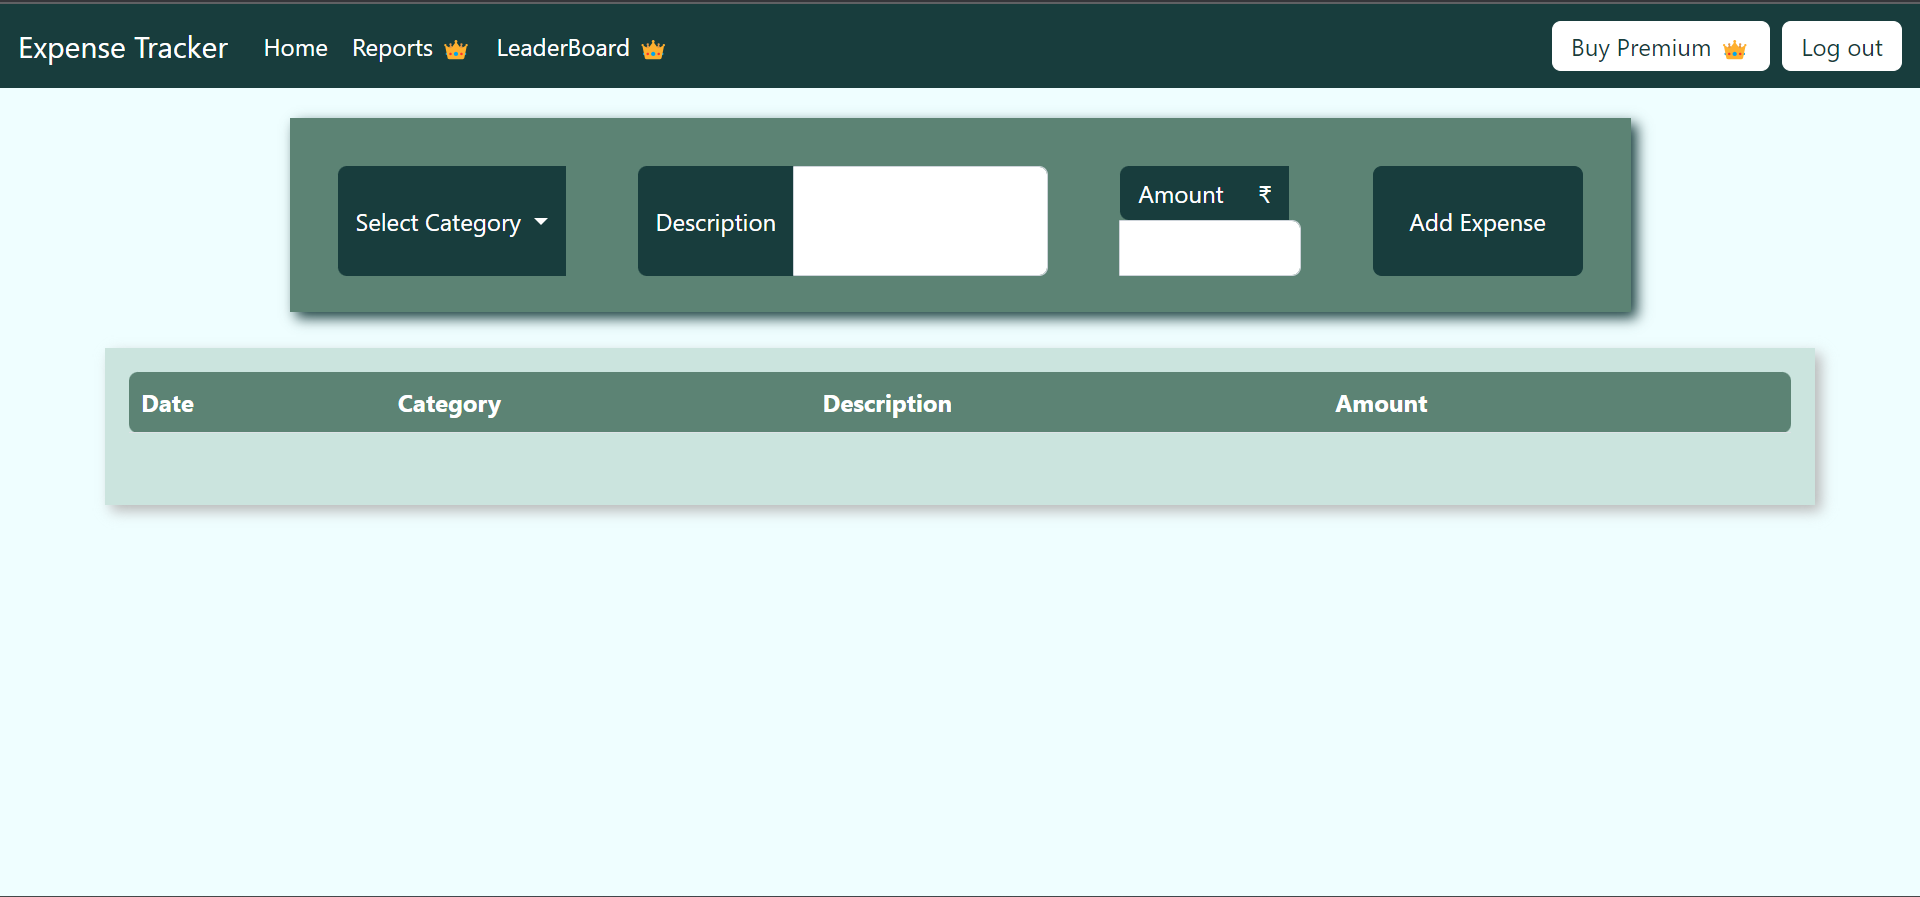 Expense Tracker Home Reports 👑 LeaderBoard 👑 Buy Premium 👑 Log out
Select Category Description Amount ₹ Add Expense
Date Category Description Amount